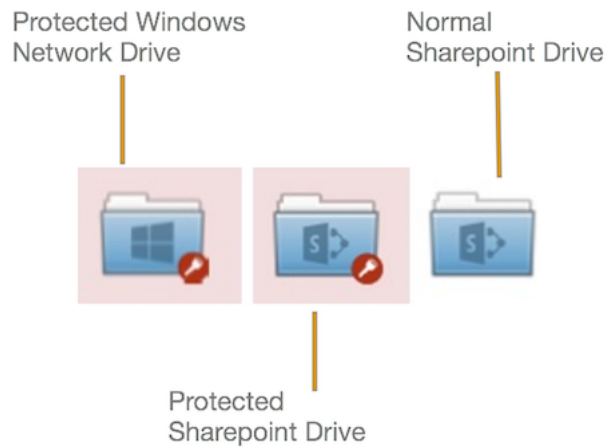 Protected Windows
Network Drive
Normal
Sharepoint Drive
S
S
Protected
Sharepoint Drive